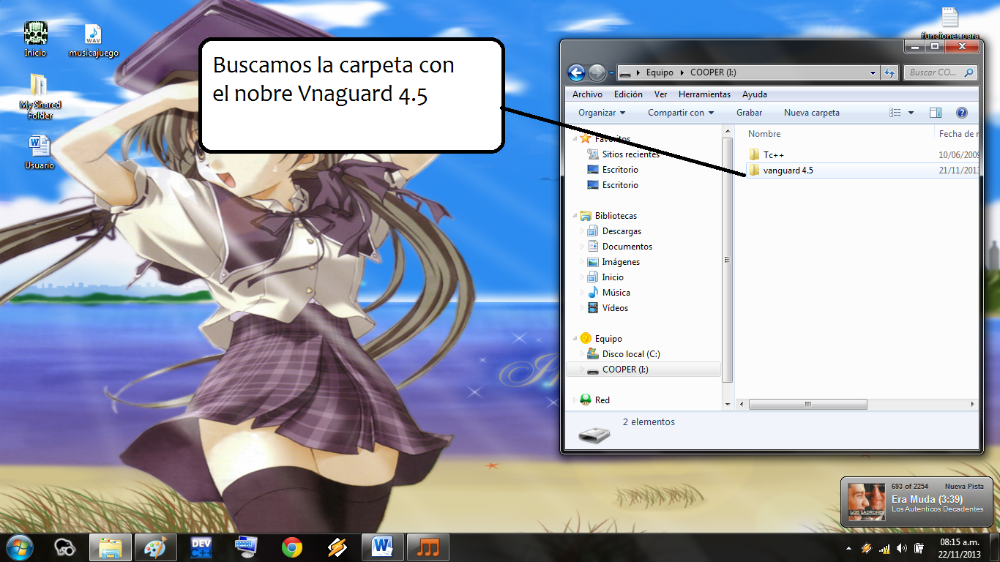 Inicio
musicajuego
WAV
My Shared
Folder
Usuario
funciones para
Buscamos la carpeta con
el nobre Vnaguard 4.5
Equipo
COOPER (I:)
Buscar CO...
Archivo
Edición
Ver
Herramientas
Ayuda
Organizar
Compartir con
Grabar
Nueva carpeta
Favoritos
Sitios recientes
Escritorio
Escritorio
Bibliotecas
Descargas
Documentos
Imágenes
Inicio
Música
Vídeos
Equipo
Disco local (C:)
COOPER (I:)
Red
Nombre
Fecha de
Tc++
10/06/2009
vanguard 4.5
21/11/2013
2 elementos
693 of 2254
Nueva Pista
Era Muda (3:39)
Los Autenticos Decadentes
LOS LADRONES
DEV
C++
08:15 a.m.
22/11/2013